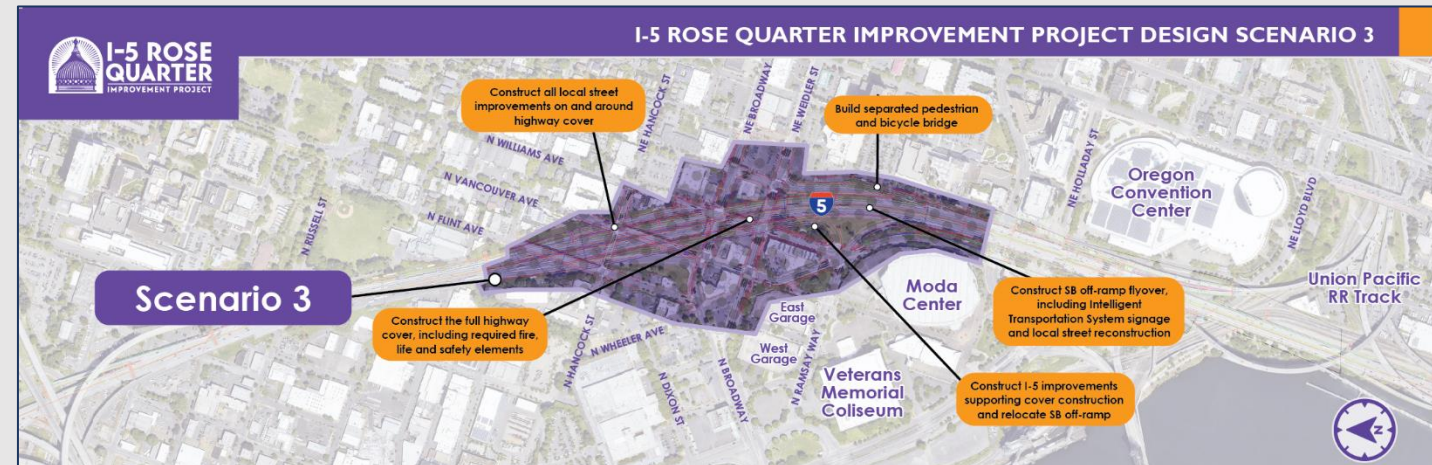 I-5 ROSE QUARTER IMPROVEMENT PROJECT DESIGN SCENARIO 3
I-5 ROSE
QUARTER
IMPROVEMENT PROJECT
Construct all local street
improvements on and around
highway cover
NE HANCOCK ST
NE BROADWAY
NE WEIDLER ST
Build separated pedestrian
and bicycle bridge
N WILLIAMS AVE
N VANCOUVER AVE
N FLINT AVE
N RUSSELL ST
5
NE HOLLADAY ST
Oregon
Convention
Center
NE LLOYD BLVD
Union Pacific
RR Track
Scenario 3
Construct the full highway
cover, including required fire,
life and safety elements
N HANCOCK ST
N WHEELER AVE
N DIXON ST
N BROADWAY
East
Garage
West
Garage
N RAMSAY WAY
Moda
Center
Veterans
Memorial
Coliseum
Construct SB off-ramp flyover,
including Intelligent
Transportation System signage
and local street reconstruction
Construct I-5 improvements
supporting cover construction
and relocate SB off-ramp
Z